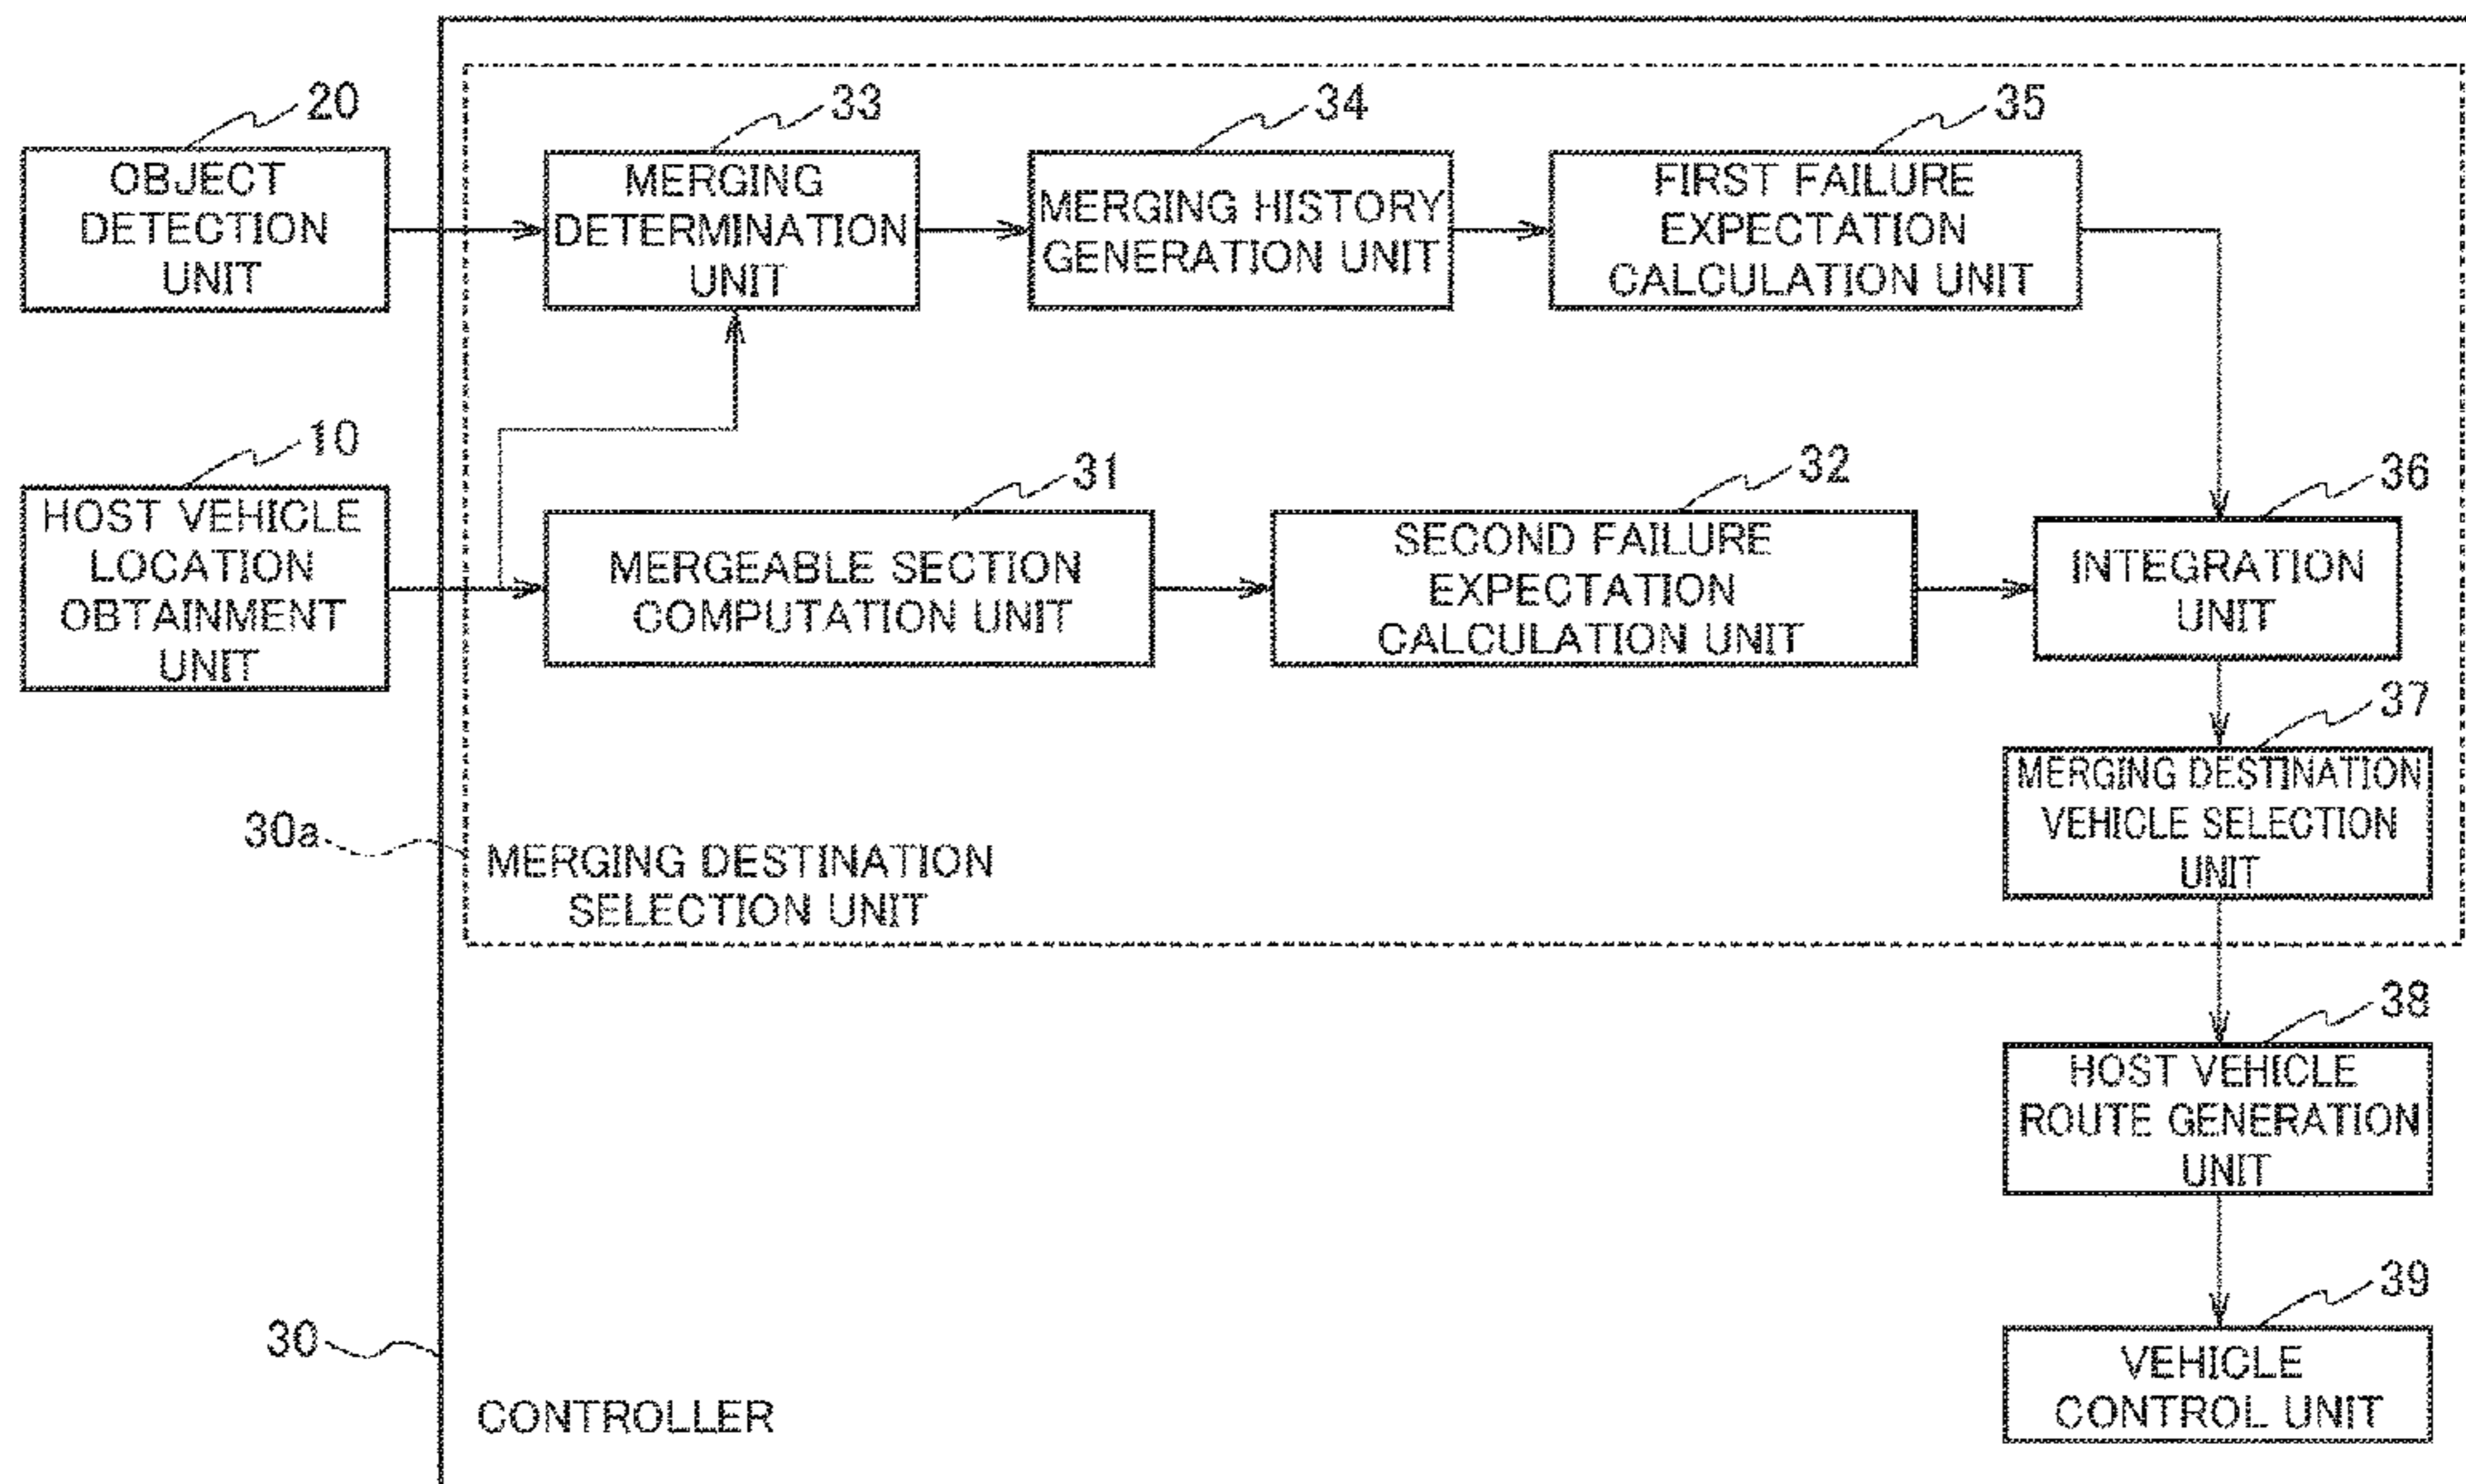 20
OBJECT
DETECTION
UNIT
33
MERGING
DETERMINATION
UNIT
34
MERGING HISTORY
GENERATION UNIT
35
FIRST FAILURE
EXPECTATION
CALCULATION UNIT
10
HOST VEHICLE
LOCATION
OBTAINMENT
UNIT
31
MERGEABLE SECTION
COMPUTATION UNIT
32
SECOND FAILURE
EXPECTATION
CALCULATION UNIT
36
INTEGRATION
UNIT
37
MERGING DESTINATION
VEHICLE SELECTION
UNIT
30a
MERGING DESTINATION
SELECTION UNIT
38
HOST VEHICLE
ROUTE GENERATION
UNIT
39
VEHICLE
CONTROL UNIT
30
CONTROLLER